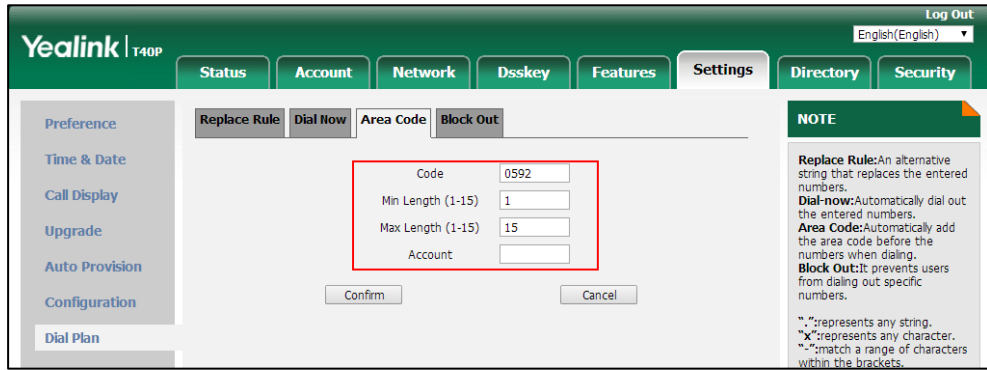 Log Out
English(English)
Yealink | T40P
Status Account Network Dsskey Features Settings Directory Security
Preference
Time & Date
Call Display
Upgrade
Auto Provision
Configuration
Dial Plan
Replace Rule Dial Now Area Code Block Out
Code 0592
Min Length (1-15) 1
Max Length (1-15) 15
Account
Confirm Cancel
NOTE
Replace Rule:An alternative
string that replaces the entered
numbers.
Dial-now:Automatically dial out
the entered numbers.
Area Code:Automatically add
the area code before the
numbers when dialing.
Block Out:It prevents users
from dialing out specific
numbers.
".":represents any string.
"x":represents any character.
"-":match a range of characters
within the brackets.